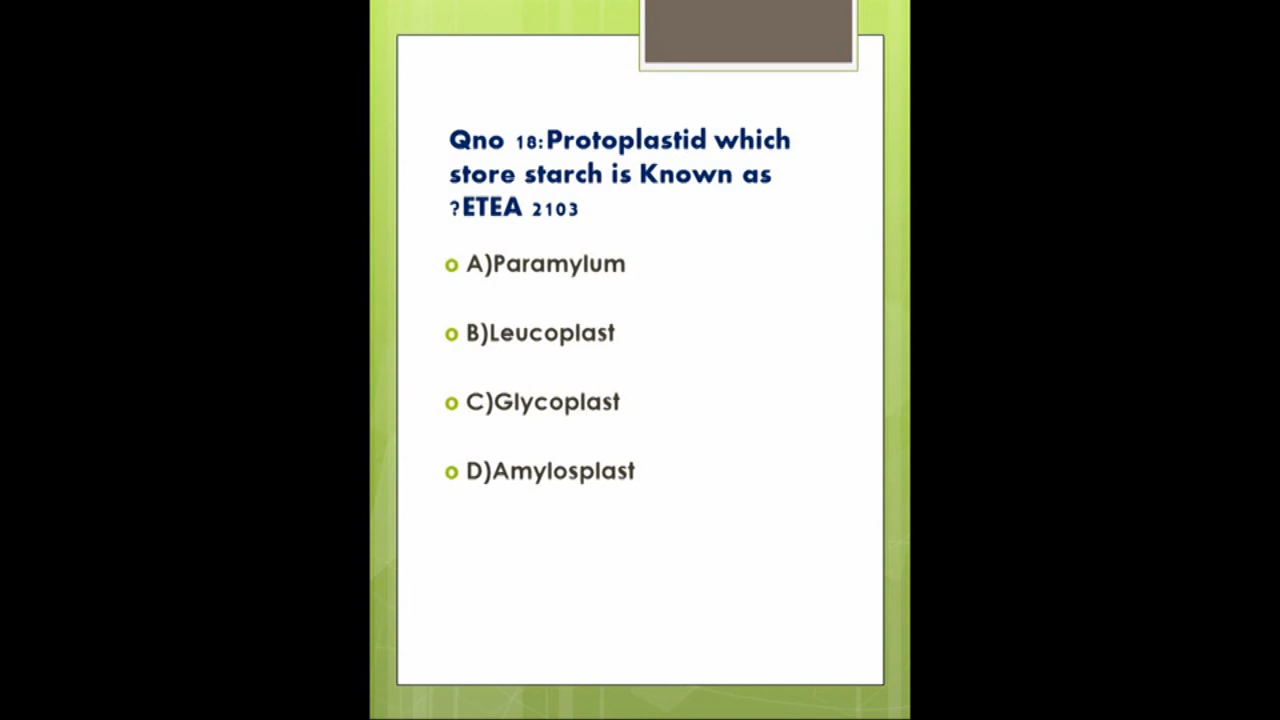 Qno 18:Protoplastid which
store starch is Known as
?ETEA 2103
o A)Paramylum
o B)Leucoplast
o C)Glycoplast
o D)Amylosplast